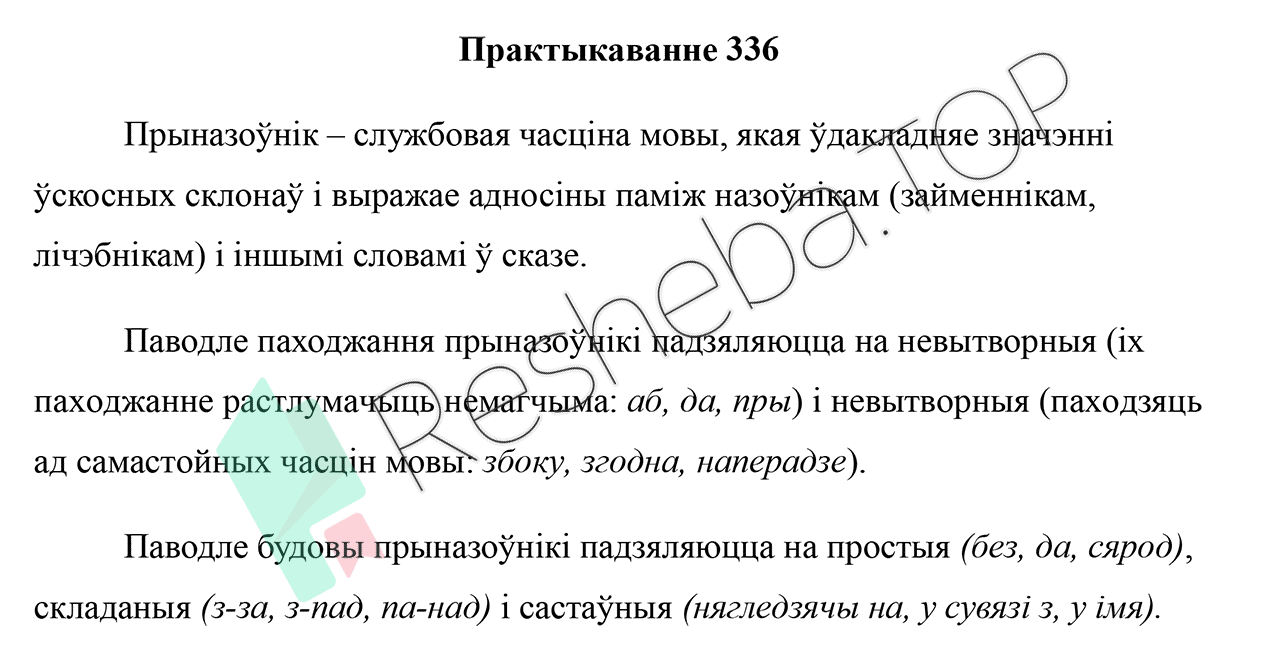 Практыкаванне 336
Прыназоўнік – службовая часціна мовы, якая ўдакладняе значэнні
ўскосных склонаў і выражае адносіны паміж назоўнікам (займеннікам,
лічэбнікам) і іншымі словамі ў сказе.
Паводле паходжання прыназоўнікі падзяляюцца на невытворныя (іх
паходжанне растлумачыць немагчыма: аб, да, пры) і невытворныя (паходзяць
ад самастойных часцін мовы: збоку, згодна, наперадзе).
Паводле будовы прыназоўнікі падзяляюцца на простыя (без, да, сярод),
складаныя (з-за, з-пад, па-над) і састаўныя (нягледзячы на, у сувязі з, у імя).
Resheba.TOP